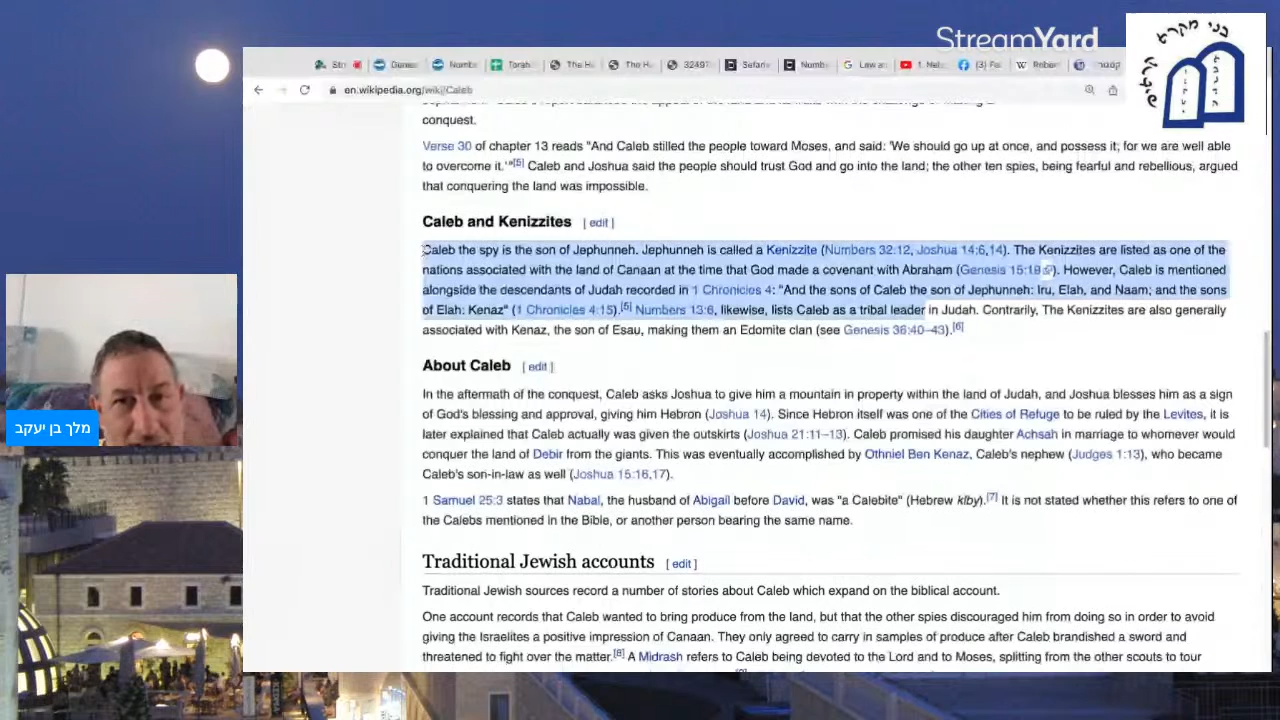 StreamYard
בני מקרא
Str
Gene
Numb
Torah
The H
The H
32497
Sefaria
Numb
Law an
1. Nei
(3) Fa
Rober
en.wikipedia.org/wiki/Caleb
conquest.
Verse 30 of chapter 13 reads "And Caleb stilled the people toward Moses, and said: 'We should go up at once, and possess it; for we are well able
to overcome it.'"[5] Caleb and Joshua said the people should trust God and go into the land; the other ten spies, being fearful and rebellious, argued
that conquering the land was impossible.
Caleb and Kenizzites [ edit ]
Caleb the spy is the son of Jephunneh. Jephunneh is called a Kenizzite (Numbers 32:12, Joshua 14:6,14). The Kenizzites are listed as one of the
nations associated with the land of Canaan at the time that God made a covenant with Abraham (Genesis 15:19). However, Caleb is mentioned
alongside the descendants of Judah recorded in 1 Chronicles 4: "And the sons of Caleb the son of Jephunneh: Iru, Elah, and Naam; and the sons
of Elah: Kenaz" (1 Chronicles 4:15).[5] Numbers 13:6, likewise, lists Caleb as a tribal leader in Judah. Contrarily, The Kenizzites are also generally
associated with Kenaz, the son of Esau, making them an Edomite clan (see Genesis 36:40–43).[6]
About Caleb [ edit ]
In the aftermath of the conquest, Caleb asks Joshua to give him a mountain in property within the land of Judah, and Joshua blesses him as a sign
of God's blessing and approval, giving him Hebron (Joshua 14). Since Hebron itself was one of the Cities of Refuge to be ruled by the Levites, it is
later explained that Caleb actually was given the outskirts (Joshua 21:11–13). Caleb promised his daughter Achsah in marriage to whomever would
conquer the land of Debir from the giants. This was eventually accomplished by Othniel Ben Kenaz, Caleb's nephew (Judges 1:13), who became
Caleb's son-in-law as well (Joshua 15:16,17).
1 Samuel 25:3 states that Nabal, the husband of Abigail before David, was "a Calebite" (Hebrew klby).[7] It is not stated whether this refers to one of
the Calebs mentioned in the Bible, or another person bearing the same name.
Traditional Jewish accounts [ edit ]
Traditional Jewish sources record a number of stories about Caleb which expand on the biblical account.
One account records that Caleb wanted to bring produce from the land, but that the other spies discouraged him from doing so in order to avoid
giving the Israelites a positive impression of Canaan. They only agreed to carry in samples of produce after Caleb brandished a sword and
threatened to fight over the matter.[8] A Midrash refers to Caleb being devoted to the Lord and to Moses, splitting from the other scouts to tour
מלך בן יעקב